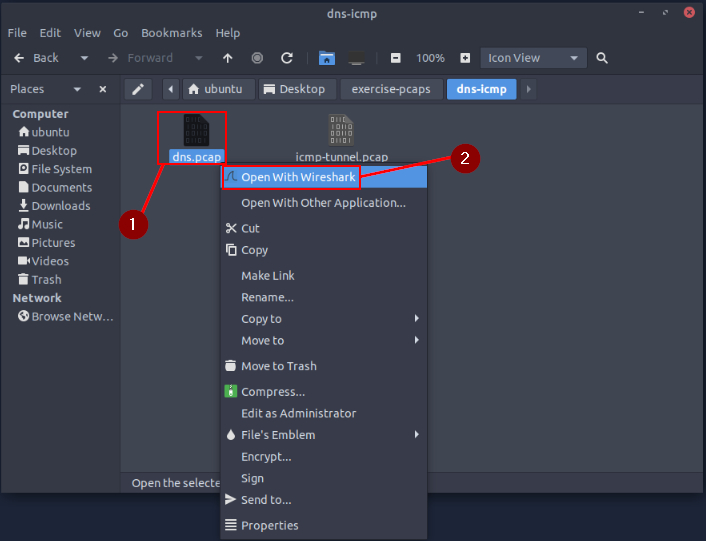 dns-icmp
File Edit View Go Bookmarks Help
Back Forward 100% Icon View
Places ubuntu Desktop exercise-pcaps dns-icmp
Computer
ubuntu
Desktop
File System
Documents
Downloads
Music
Pictures
Videos
Trash
Network
Browse Netw...
dns.pcap icmp-tunnel.pcap
1
2
Open With Wireshark
Open With Other Application...
Cut
Copy
Make Link
Rename...
Copy to
Move to
Move to Trash
Compress...
Edit as Administrator
File's Emblem
Encrypt...
Sign
Send to...
Properties
Open the selecte